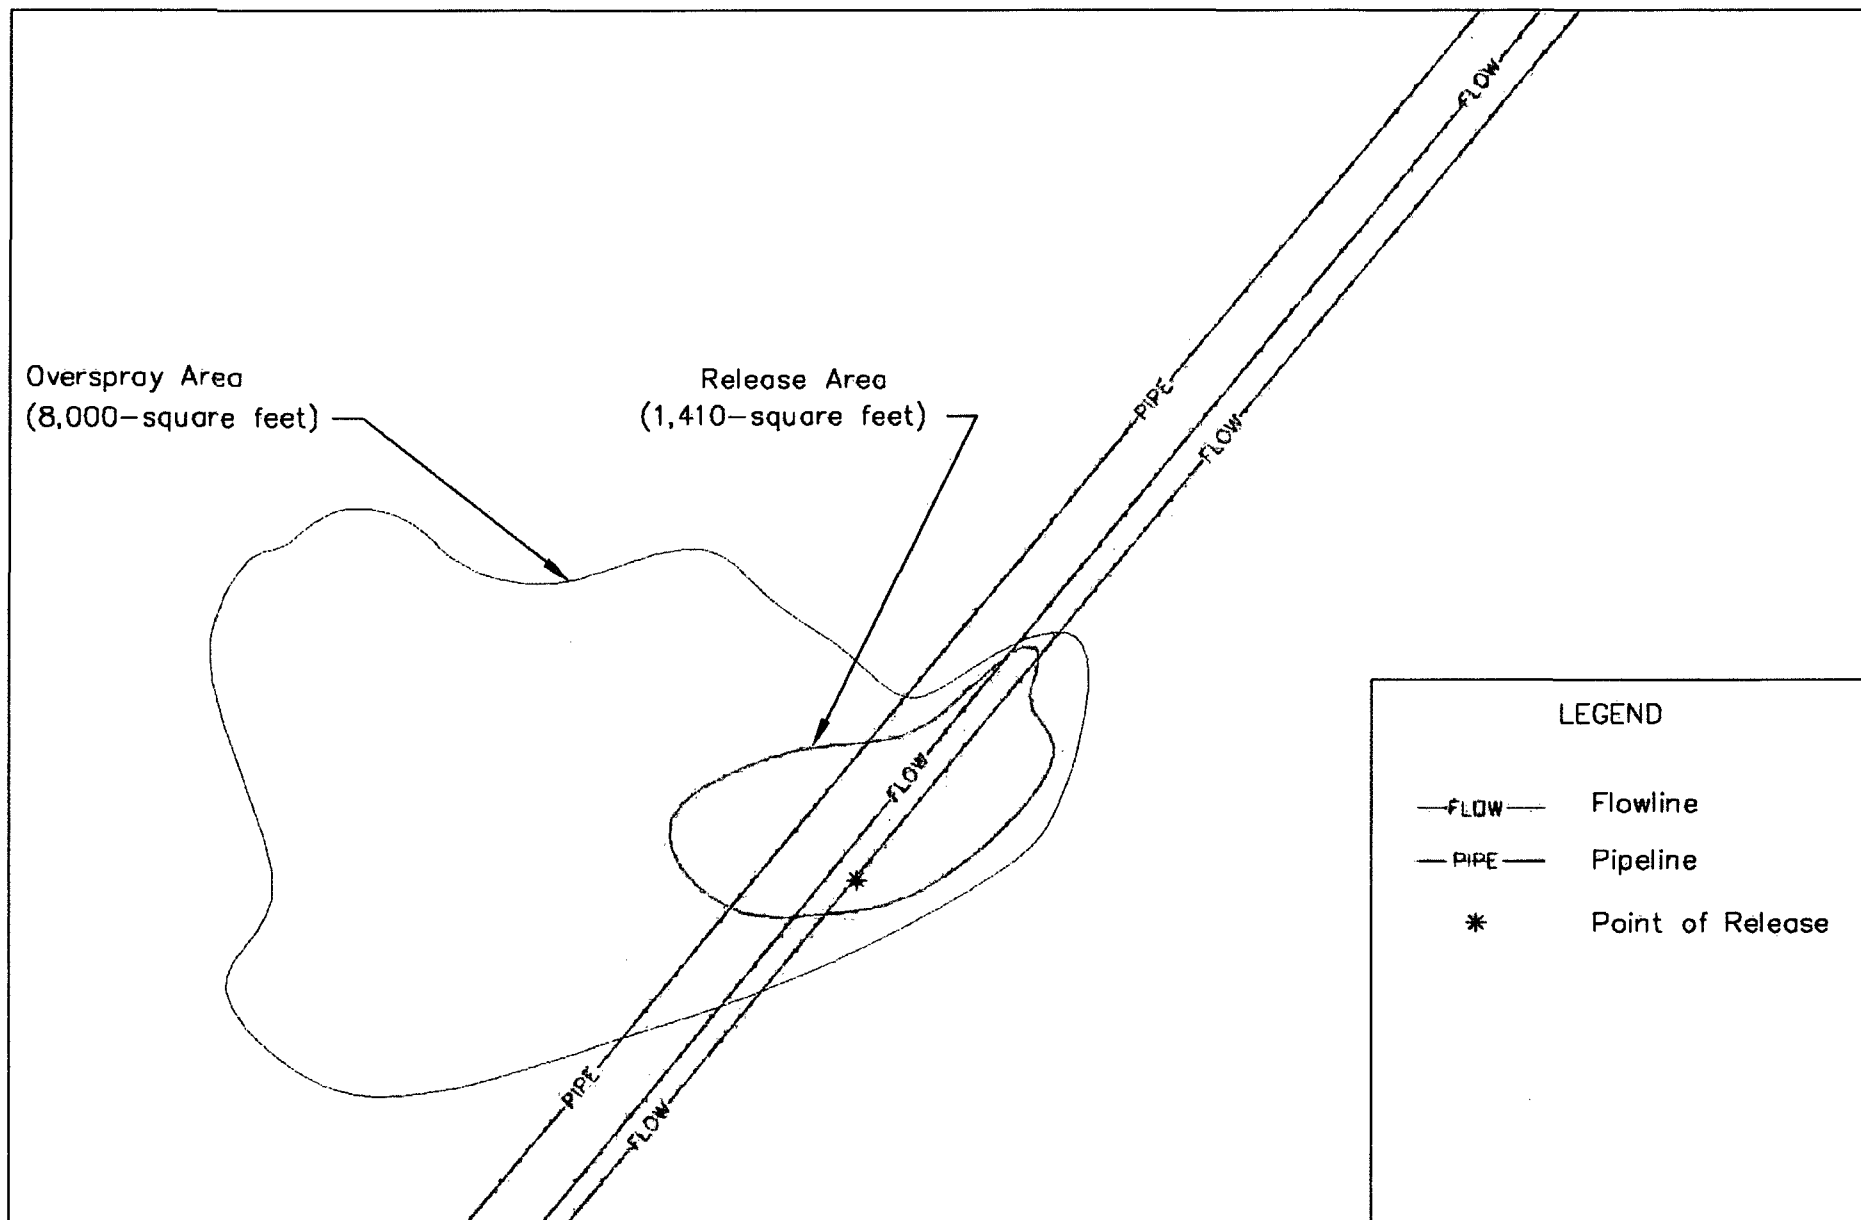 FLOW
Overspray Area
(8,000-square feet)
Release Area
(1,410-square feet)
PIPE
FLOW
FLOW
PIPE
FLOW
LEGEND
FLOW Flowline
PIPE Pipeline
* Point of Release